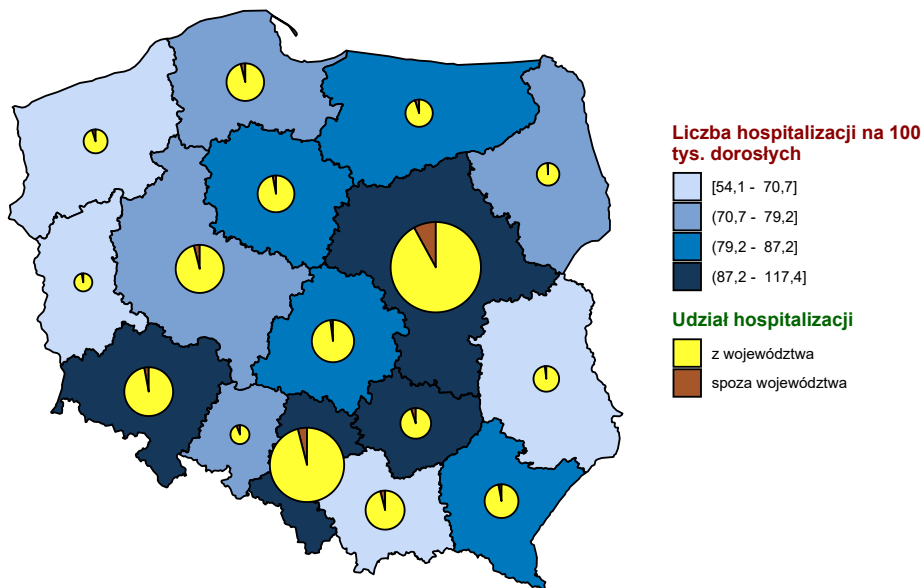 Liczba hospitalizacji na 100
tys. dorosłych
[54,1 - 70,7]
(70,7 - 79,2]
(79,2 - 87,2]
(87,2 - 117,4]
Udział hospitalizacji
z województwa
spoza województwa